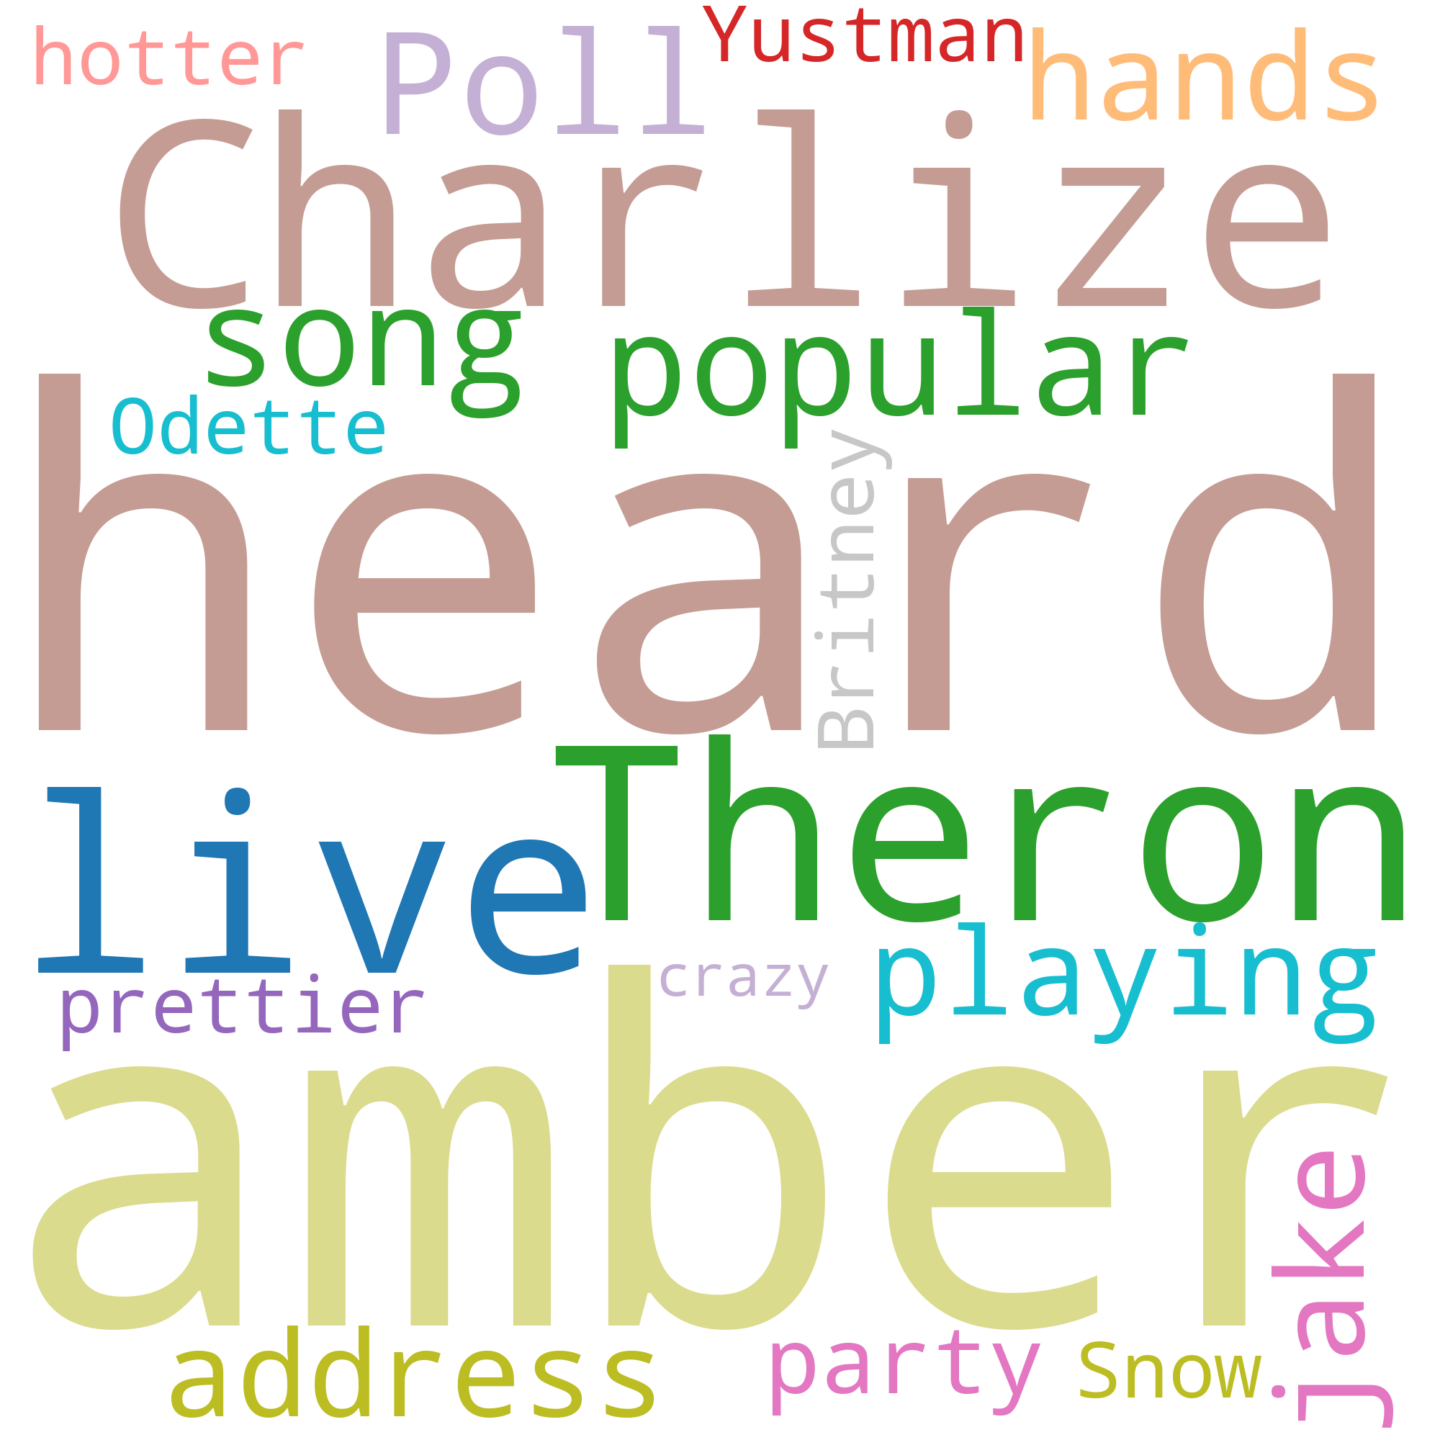 hotter Poll Yustman hands
Charlize
song popular
Odette
heard
Britney
live Theron
prettier crazy playing
amber
jake
address party Snow